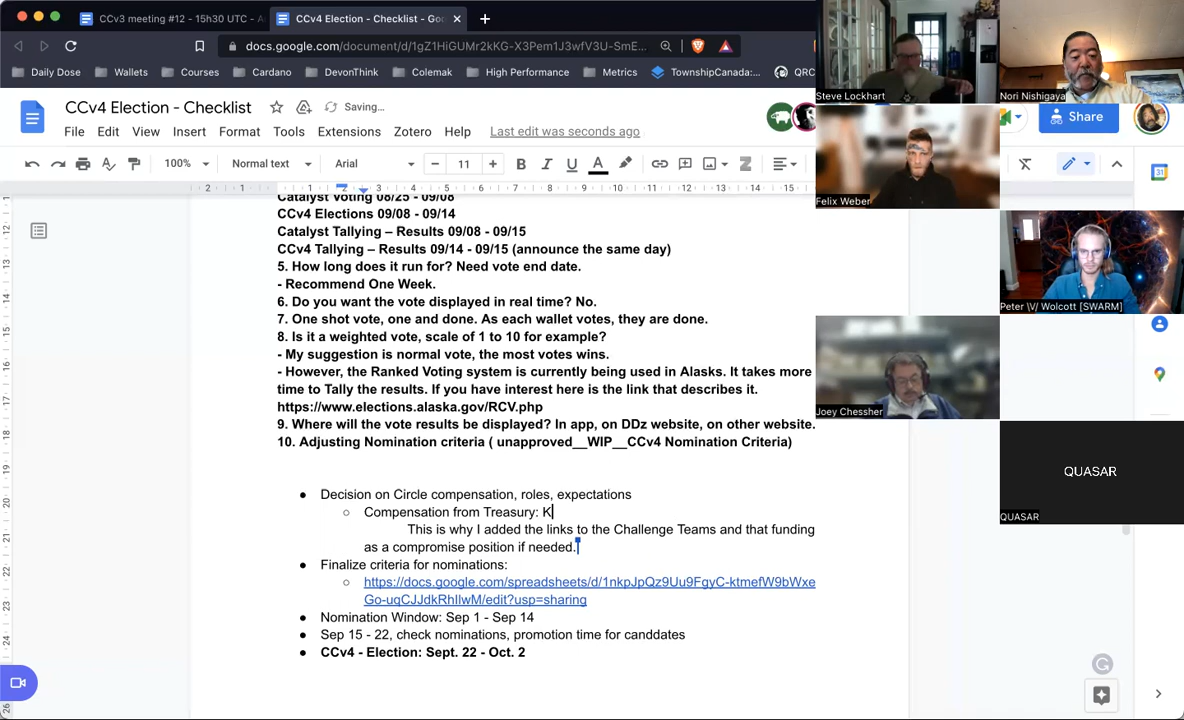 CCv3 meeting #12 - 15h30 UTC - A
CCv4 Election - Checklist - Goo
docs.google.com/document/d/1gZ1HiGUMr2kKG-X3Pem1J3wfV3U-SmE...
Daily Dose
Wallets
Courses
Cardano
DevonThink
Colemak
High Performance
Metrics
TownshipCanada:...
QRC
CCv4 Election - Checklist
Saving...
File Edit View Insert Format Tools Extensions Zotero Help
Last edit was seconds ago
Share
100%
Normal text
Arial
11
Catalyst Voting 08/25 - 09/08
CCv4 Elections 09/08 - 09/14
Catalyst Tallying – Results 09/08 - 09/15
CCv4 Tallying – Results 09/14 - 09/15 (announce the same day)
5. How long does it run for? Need vote end date.
- Recommend One Week.
6. Do you want the vote displayed in real time? No.
7. One shot vote, one and done. As each wallet votes, they are done.
8. Is it a weighted vote, scale of 1 to 10 for example?
- My suggestion is normal vote, the most votes wins.
- However, the Ranked Voting system is currently being used in Alasks. It takes more
time to Tally the results. If you have interest here is the link that describes it.
https://www.elections.alaska.gov/RCV.php
9. Where will the vote results be displayed? In app, on DDz website, on other website.
10. Adjusting Nomination criteria ( unapproved__WIP__CCv4 Nomination Criteria)
● Decision on Circle compensation, roles, expectations
○ Compensation from Treasury: K
This is why I added the links to the Challenge Teams and that funding
as a compromise position if needed.
● Finalize criteria for nominations:
○ https://docs.google.com/spreadsheets/d/1nkpJpQz9Uu9FgyC-ktmefW9bWxe
Go-uqCJJdkRhIlwM/edit?usp=sharing
● Nomination Window: Sep 1 - Sep 14
● Sep 15 - 22, check nominations, promotion time for canddates
● CCv4 - Election: Sept. 22 - Oct. 2
Steve Lockhart
Nori Nishigaya
Felix Weber
Peter \V/ Wolcott [SWARM]
Joey Chessher
QUASAR
QUASAR